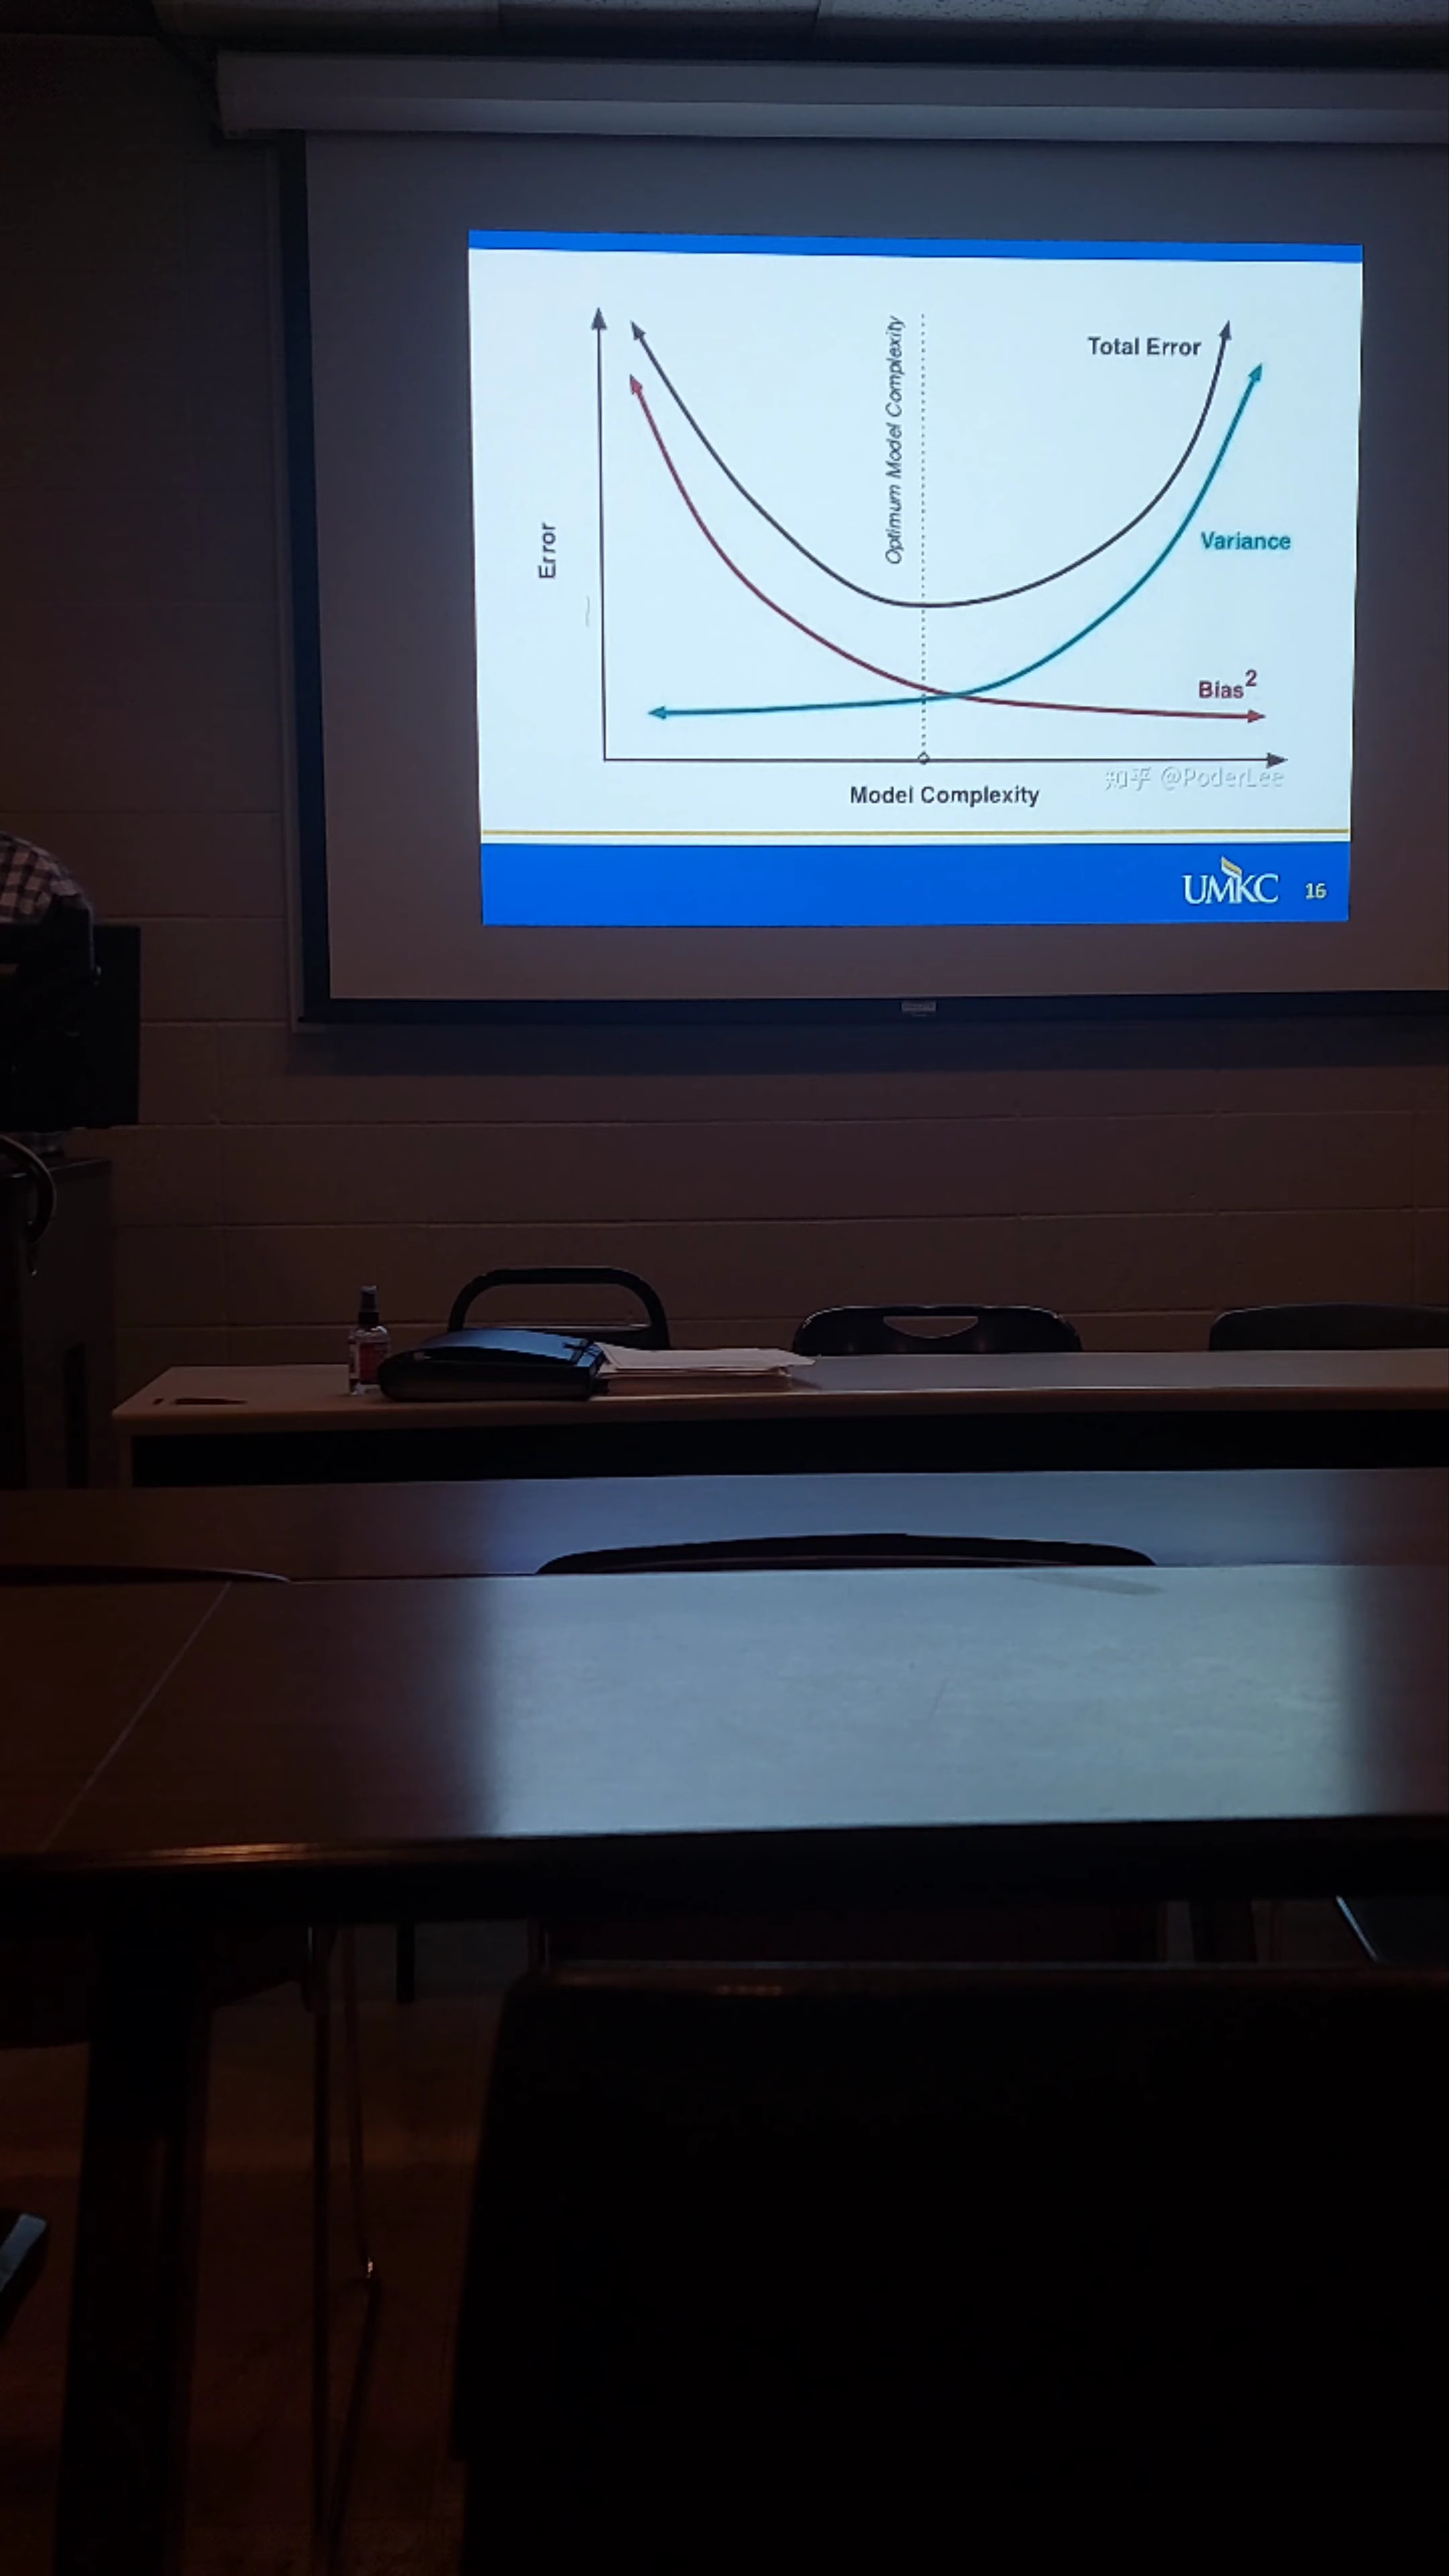 Optimum Model Complexity
Total Error
Error
Variance
Bias²
知乎 @PoderLee
Model Complexity
UMKC 16